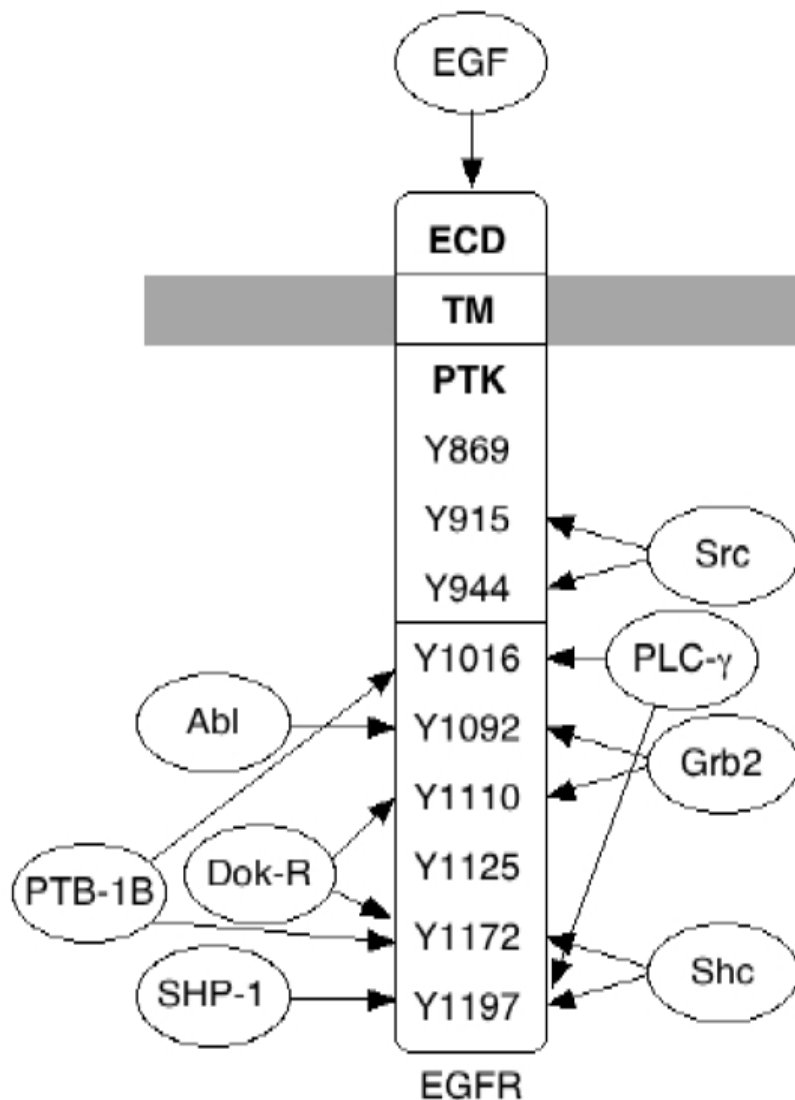 EGF
ECD
TM
PTK
Y869
Y915
Src
Y944
Y1016
PLC-γ
Abl
Y1092
Grb2
Y1110
Dok-R
Y1125
PTB-1B
Y1172
Shc
SHP-1
Y1197
EGFR